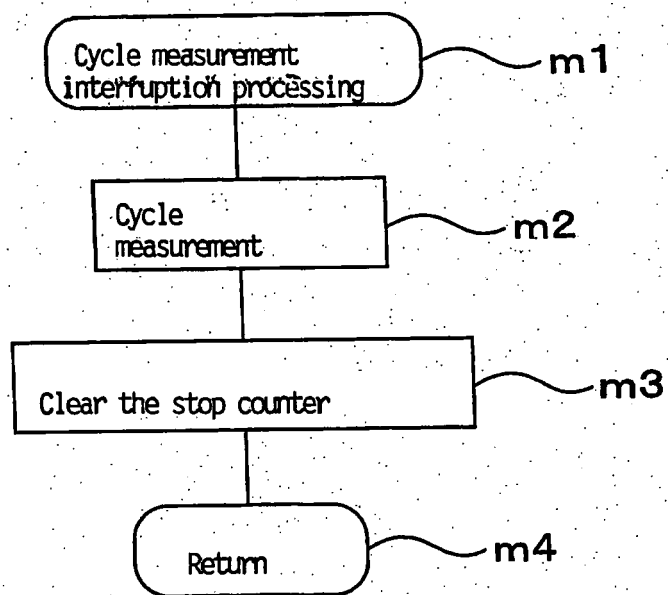 Cycle measurement
interruption processing
m1
Cycle
measurement
m2
Clear the stop counter
m3
Return
m4